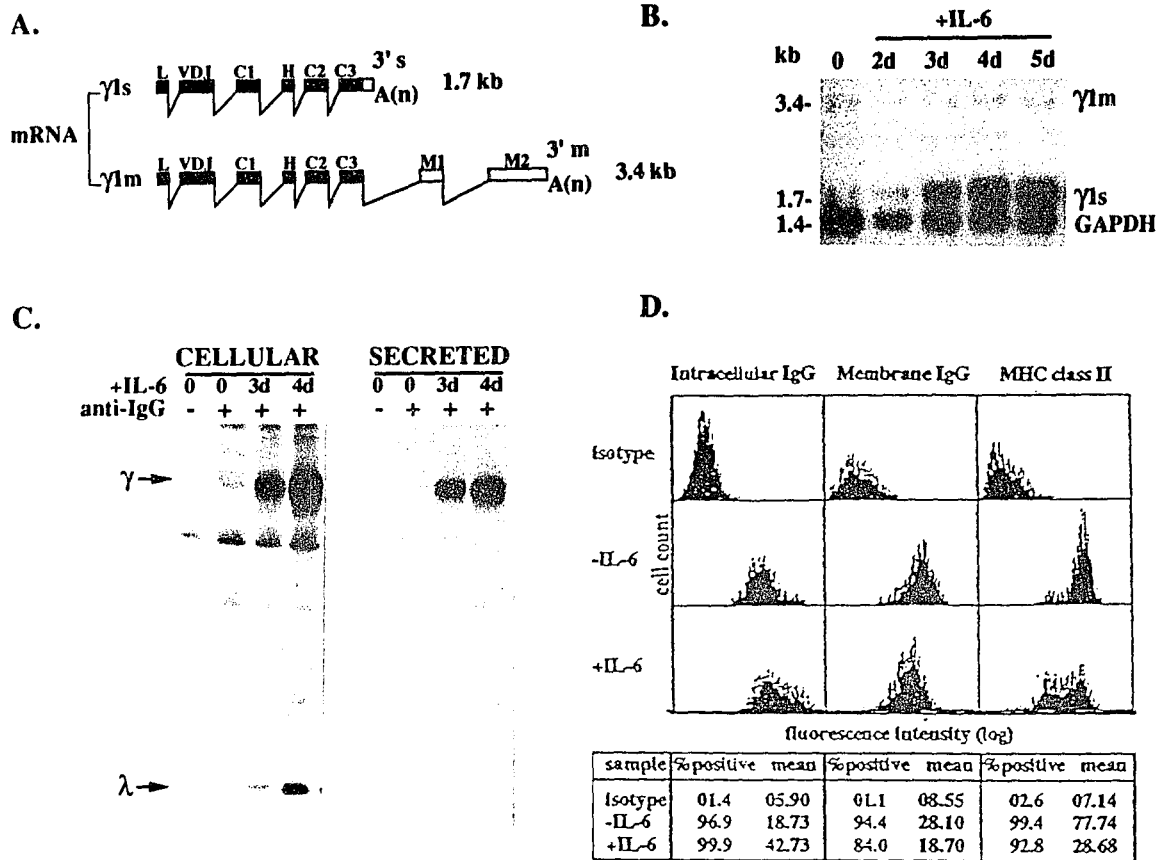 A.
L VDJ C1 H C2 C3 3' s
γ1s A(n) 1.7 kb
mRNA
L VDJ C1 H C2 C3 M1 M2 3' m
γ1m A(n) 3.4 kb
B.
+IL-6
kb 0 2d 3d 4d 5d
3.4- γ1m
1.7- γ1s
1.4- GAPDH
C.
CELLULAR SECRETED
+IL-6 0 0 3d 4d 0 0 3d 4d
anti-IgG - + + + - + + +
γ
λ
D.
Intracellular IgG Membrane IgG MHC class II
Isotype
-IL-6
+IL-6
cell count
fluorescence intensity (log)
sample %positive mean %positive mean %positive mean
Isotype 01.4 05.90 01.1 08.55 02.6 07.14
-IL-6 96.9 18.73 94.4 28.10 99.4 77.74
+IL-6 99.9 42.73 84.0 18.70 92.8 28.68